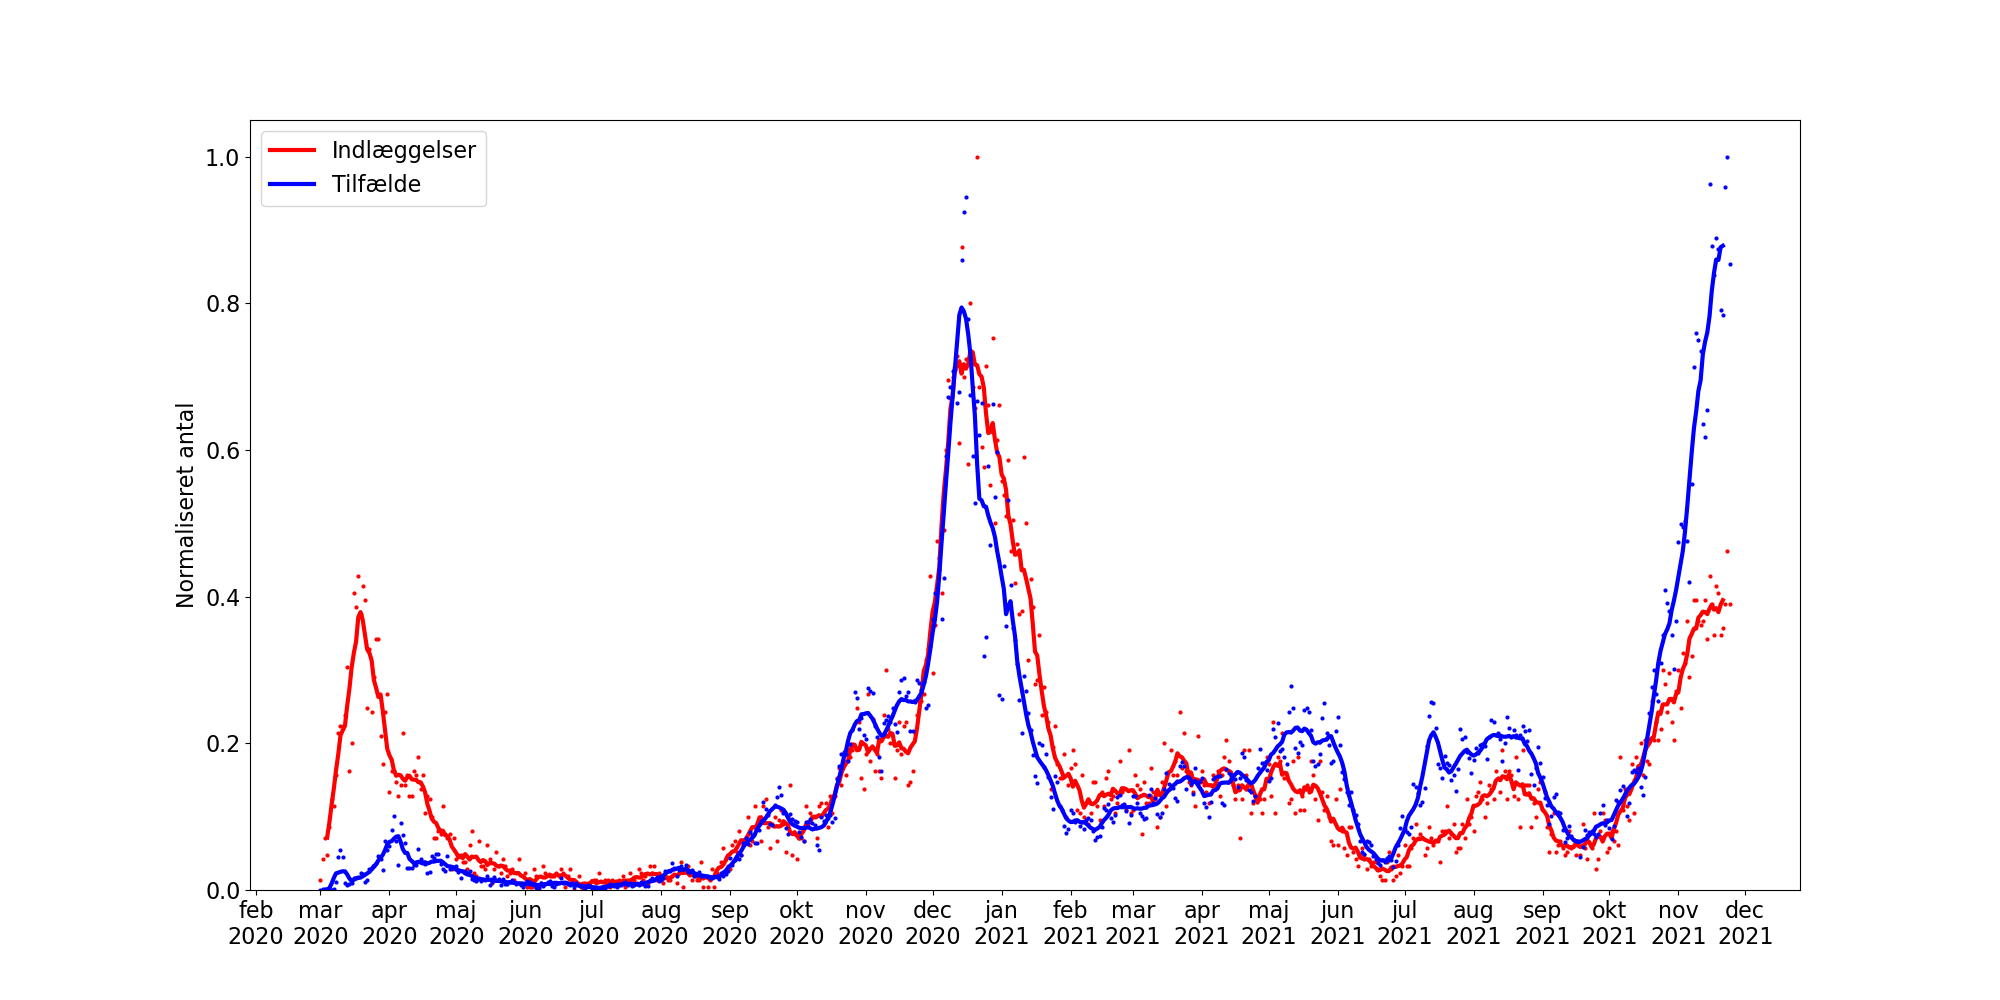 Indlæggelser
Tilfælde
Normaliseret antal
1.0
0.8
0.6
0.4
0.2
0.0
feb mar apr maj jun jul aug sep okt nov dec jan feb mar apr maj jun jul aug sep okt nov dec
2020 2020 2020 2020 2020 2020 2020 2020 2020 2020 2020 2021 2021 2021 2021 2021 2021 2021 2021 2021 2021 2021 2021